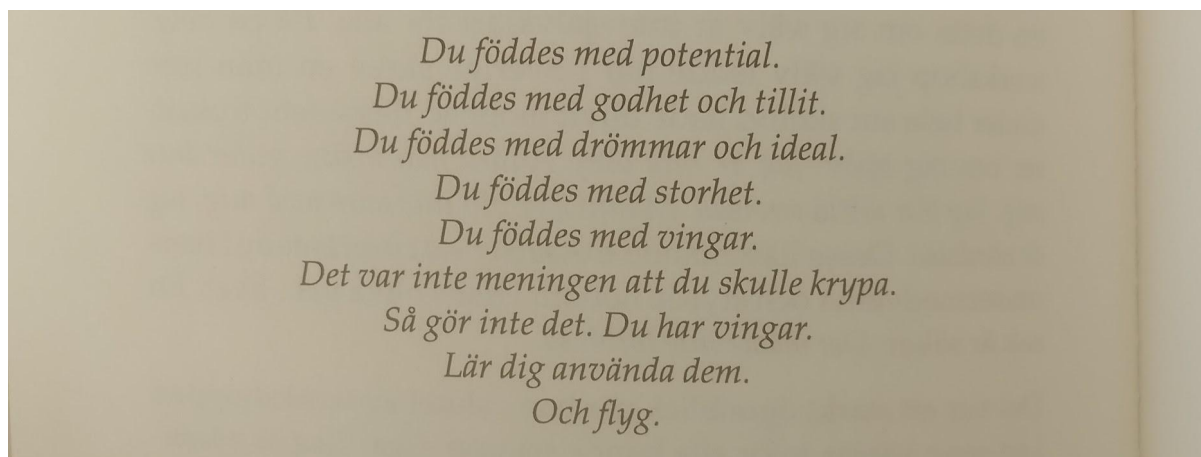 Du föddes med potential.
Du föddes med godhet och tillit.
Du föddes med drömmar och ideal.
Du föddes med storhet.
Du föddes med vingar.
Det var inte meningen att du skulle krypa.
Så gör inte det. Du har vingar.
Lär dig använda dem.
Och flyg.